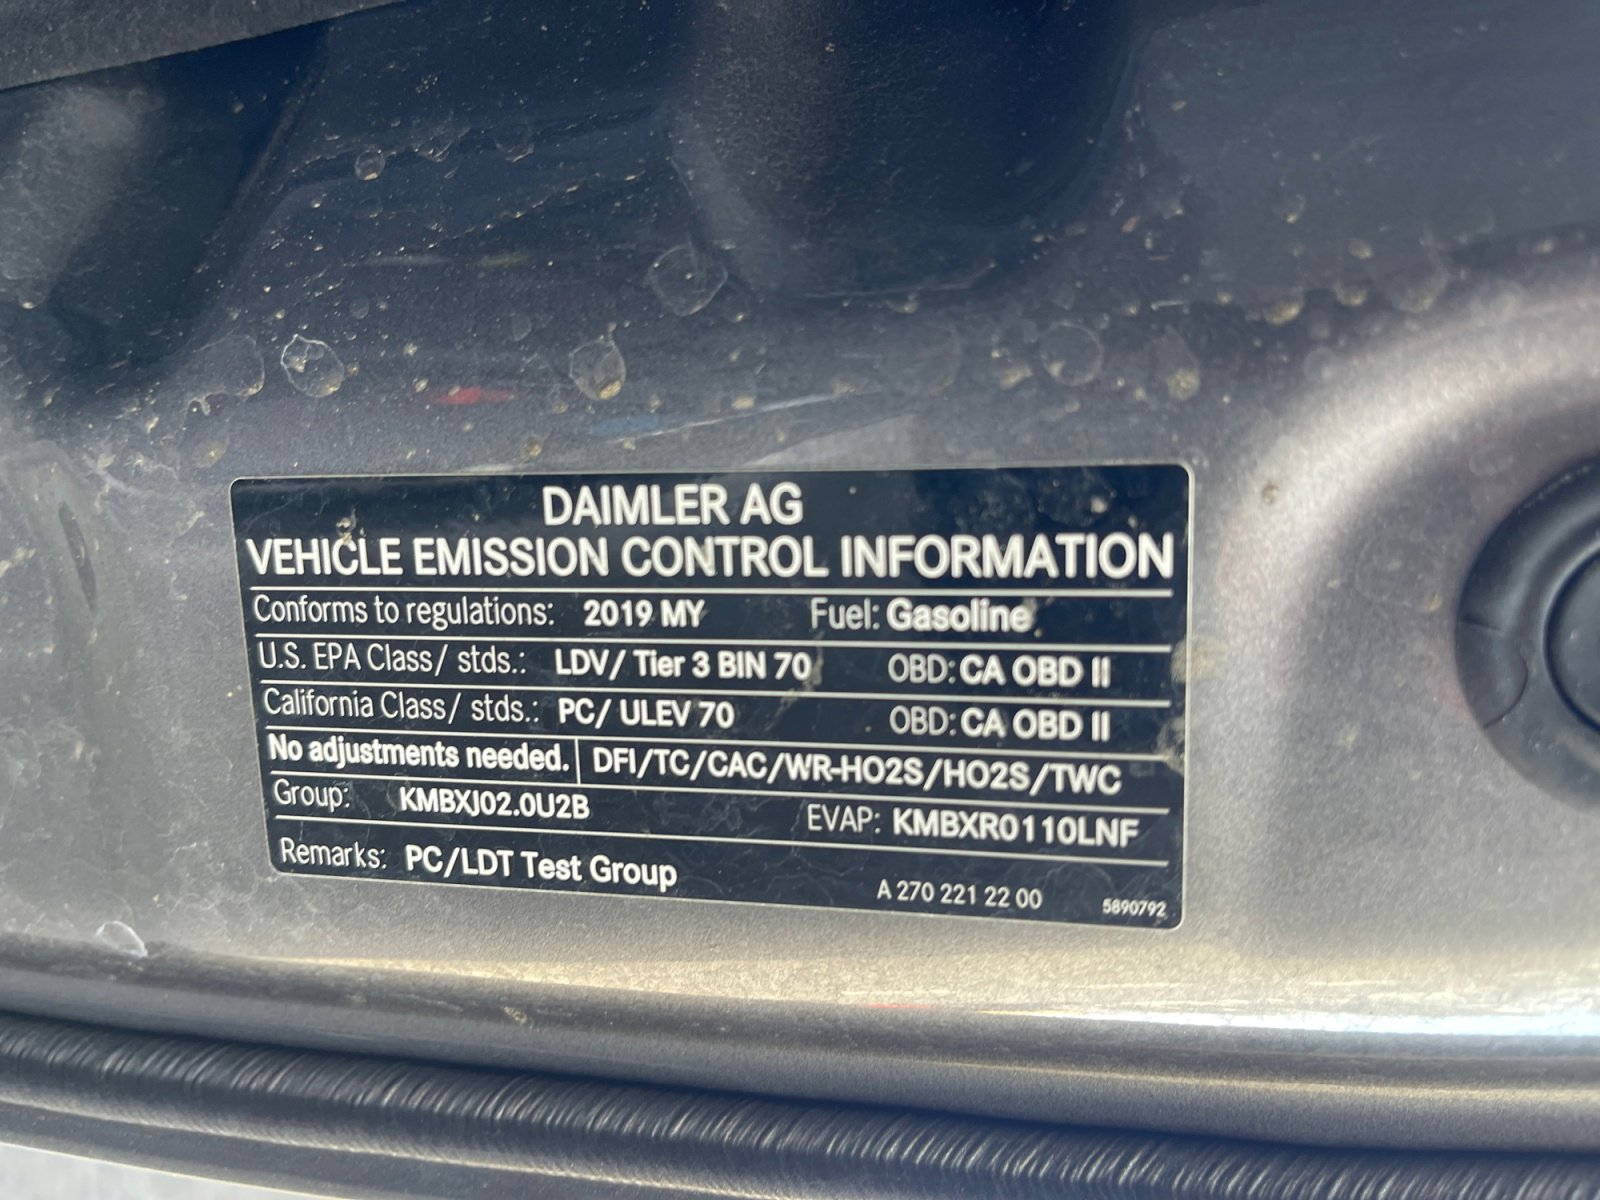 DAIMLER AG
VEHICLE EMISSION CONTROL INFORMATION
Conforms to regulations: 2019 MY Fuel: Gasoline
U.S. EPA Class/ stds.: LDV/ Tier 3 BIN 70 OBD: CA OBD II
California Class/ stds.: PC/ ULEV 70 OBD: CA OBD II
No adjustments needed. DFI/TC/CAC/WR-HO2S/HO2S/TWC
Group: KMBXJ02.0U2B EVAP: KMBXR0110LNF
Remarks: PC/LDT Test Group
A 270 221 22 00 5890792